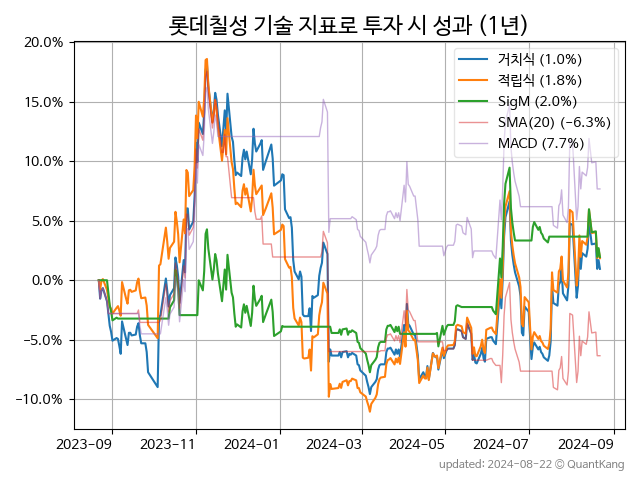 롯데칠성 기술 지표로 투자 시 성과 (1년)
20.0%
15.0%
10.0%
5.0%
0.0%
−5.0%
−10.0%
거치식 (1.0%)
적립식 (1.8%)
SigM (2.0%)
SMA(20) (−6.3%)
MACD (7.7%)
2023-09 2023-11 2024-01 2024-03 2024-05 2024-07 2024-09
updated: 2024-08-22 © QuantKang